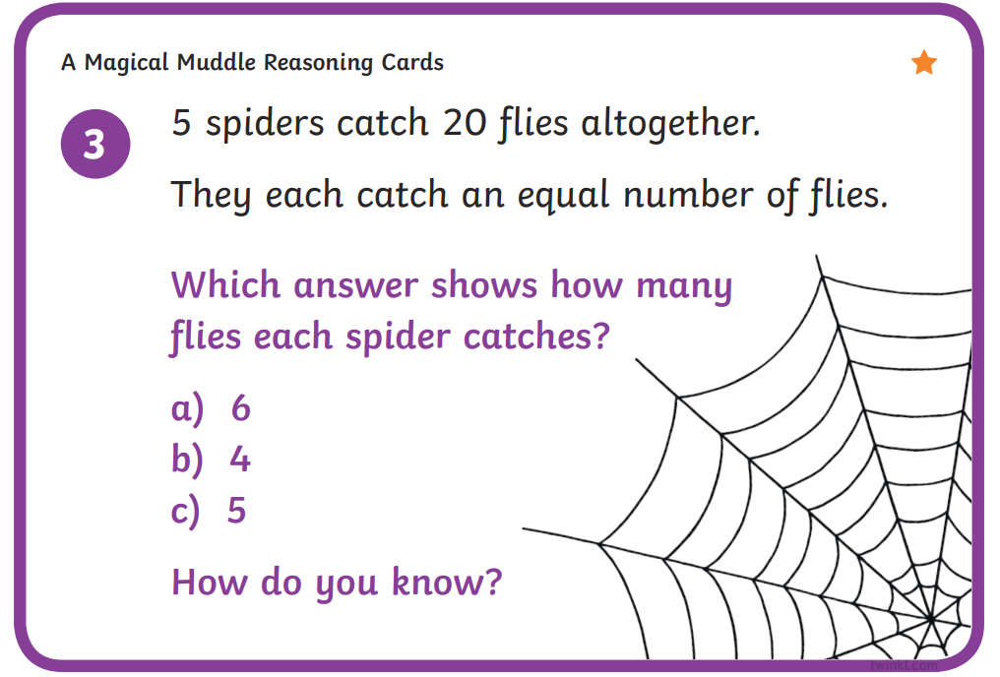 A Magical Muddle Reasoning Cards
3
5 spiders catch 20 flies altogether.
They each catch an equal number of flies.
Which answer shows how many
flies each spider catches?
a) 6
b) 4
c) 5
How do you know?
twinkl.com